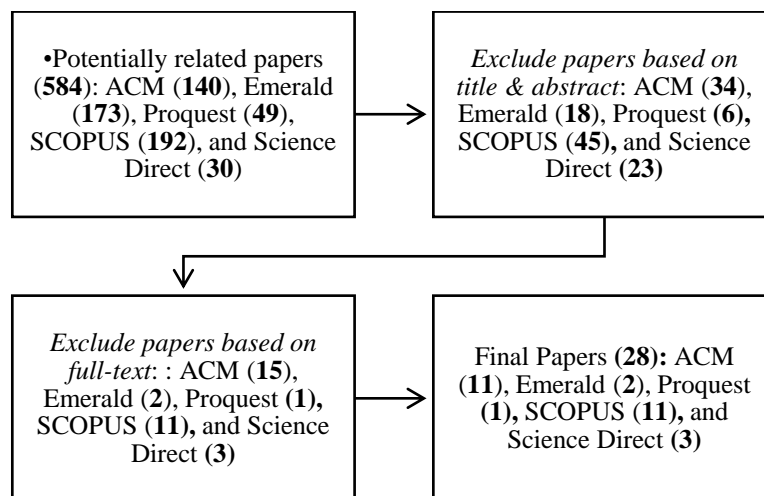 •Potentially related papers
(584): ACM (140), Emerald
(173), Proquest (49),
SCOPUS (192), and Science
Direct (30)
Exclude papers based on
title & abstract: ACM (34),
Emerald (18), Proquest (6),
SCOPUS (45), and Science
Direct (23)
Exclude papers based on
full-text: : ACM (15),
Emerald (2), Proquest (1),
SCOPUS (11), and Science
Direct (3)
Final Papers (28): ACM
(11), Emerald (2), Proquest
(1), SCOPUS (11), and
Science Direct (3)